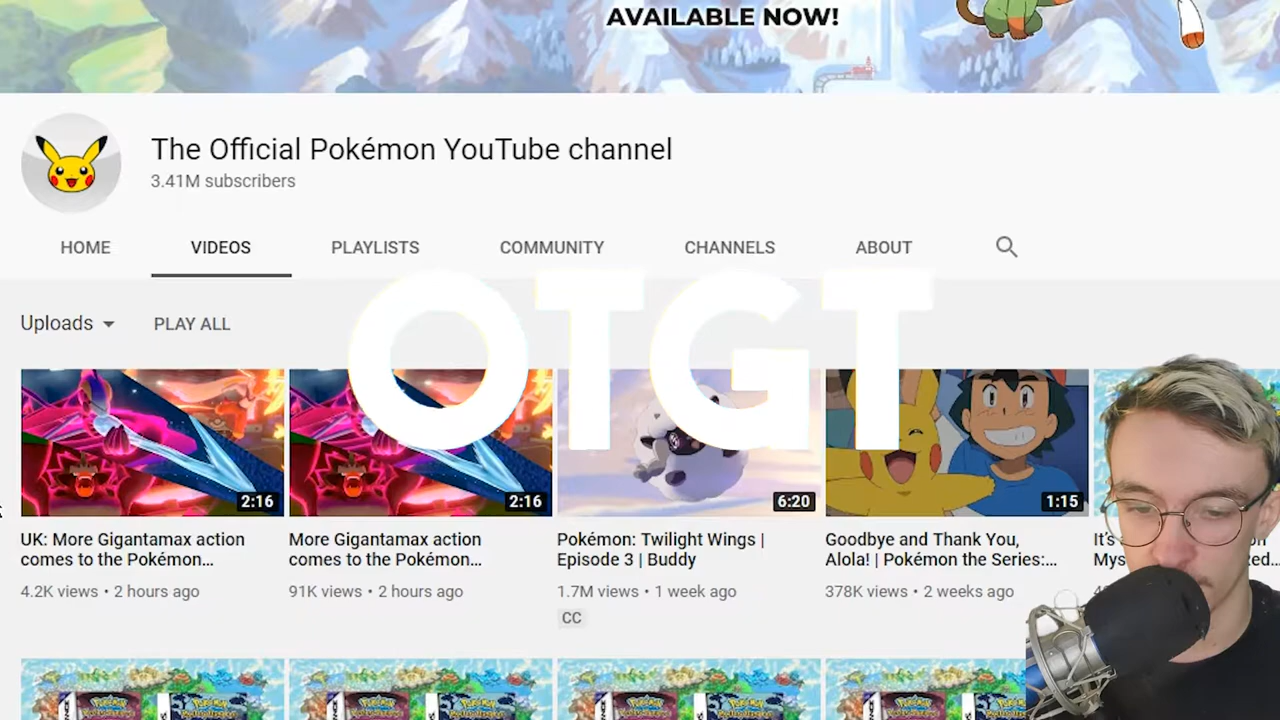 AVAILABLE NOW!
The Official Pokémon YouTube channel
3.41M subscribers
HOME VIDEOS PLAYLISTS COMMUNITY CHANNELS ABOUT
OTGT
Uploads PLAY ALL
2:16 2:16 6:20 1:15
UK: More Gigantamax action
comes to the Pokémon...
4.2K views • 2 hours ago
More Gigantamax action
comes to the Pokémon...
91K views • 2 hours ago
Pokémon: Twilight Wings |
Episode 3 | Buddy
1.7M views • 1 week ago
CC
Goodbye and Thank You,
Alola! | Pokémon the Series:...
378K views • 2 weeks ago
It's